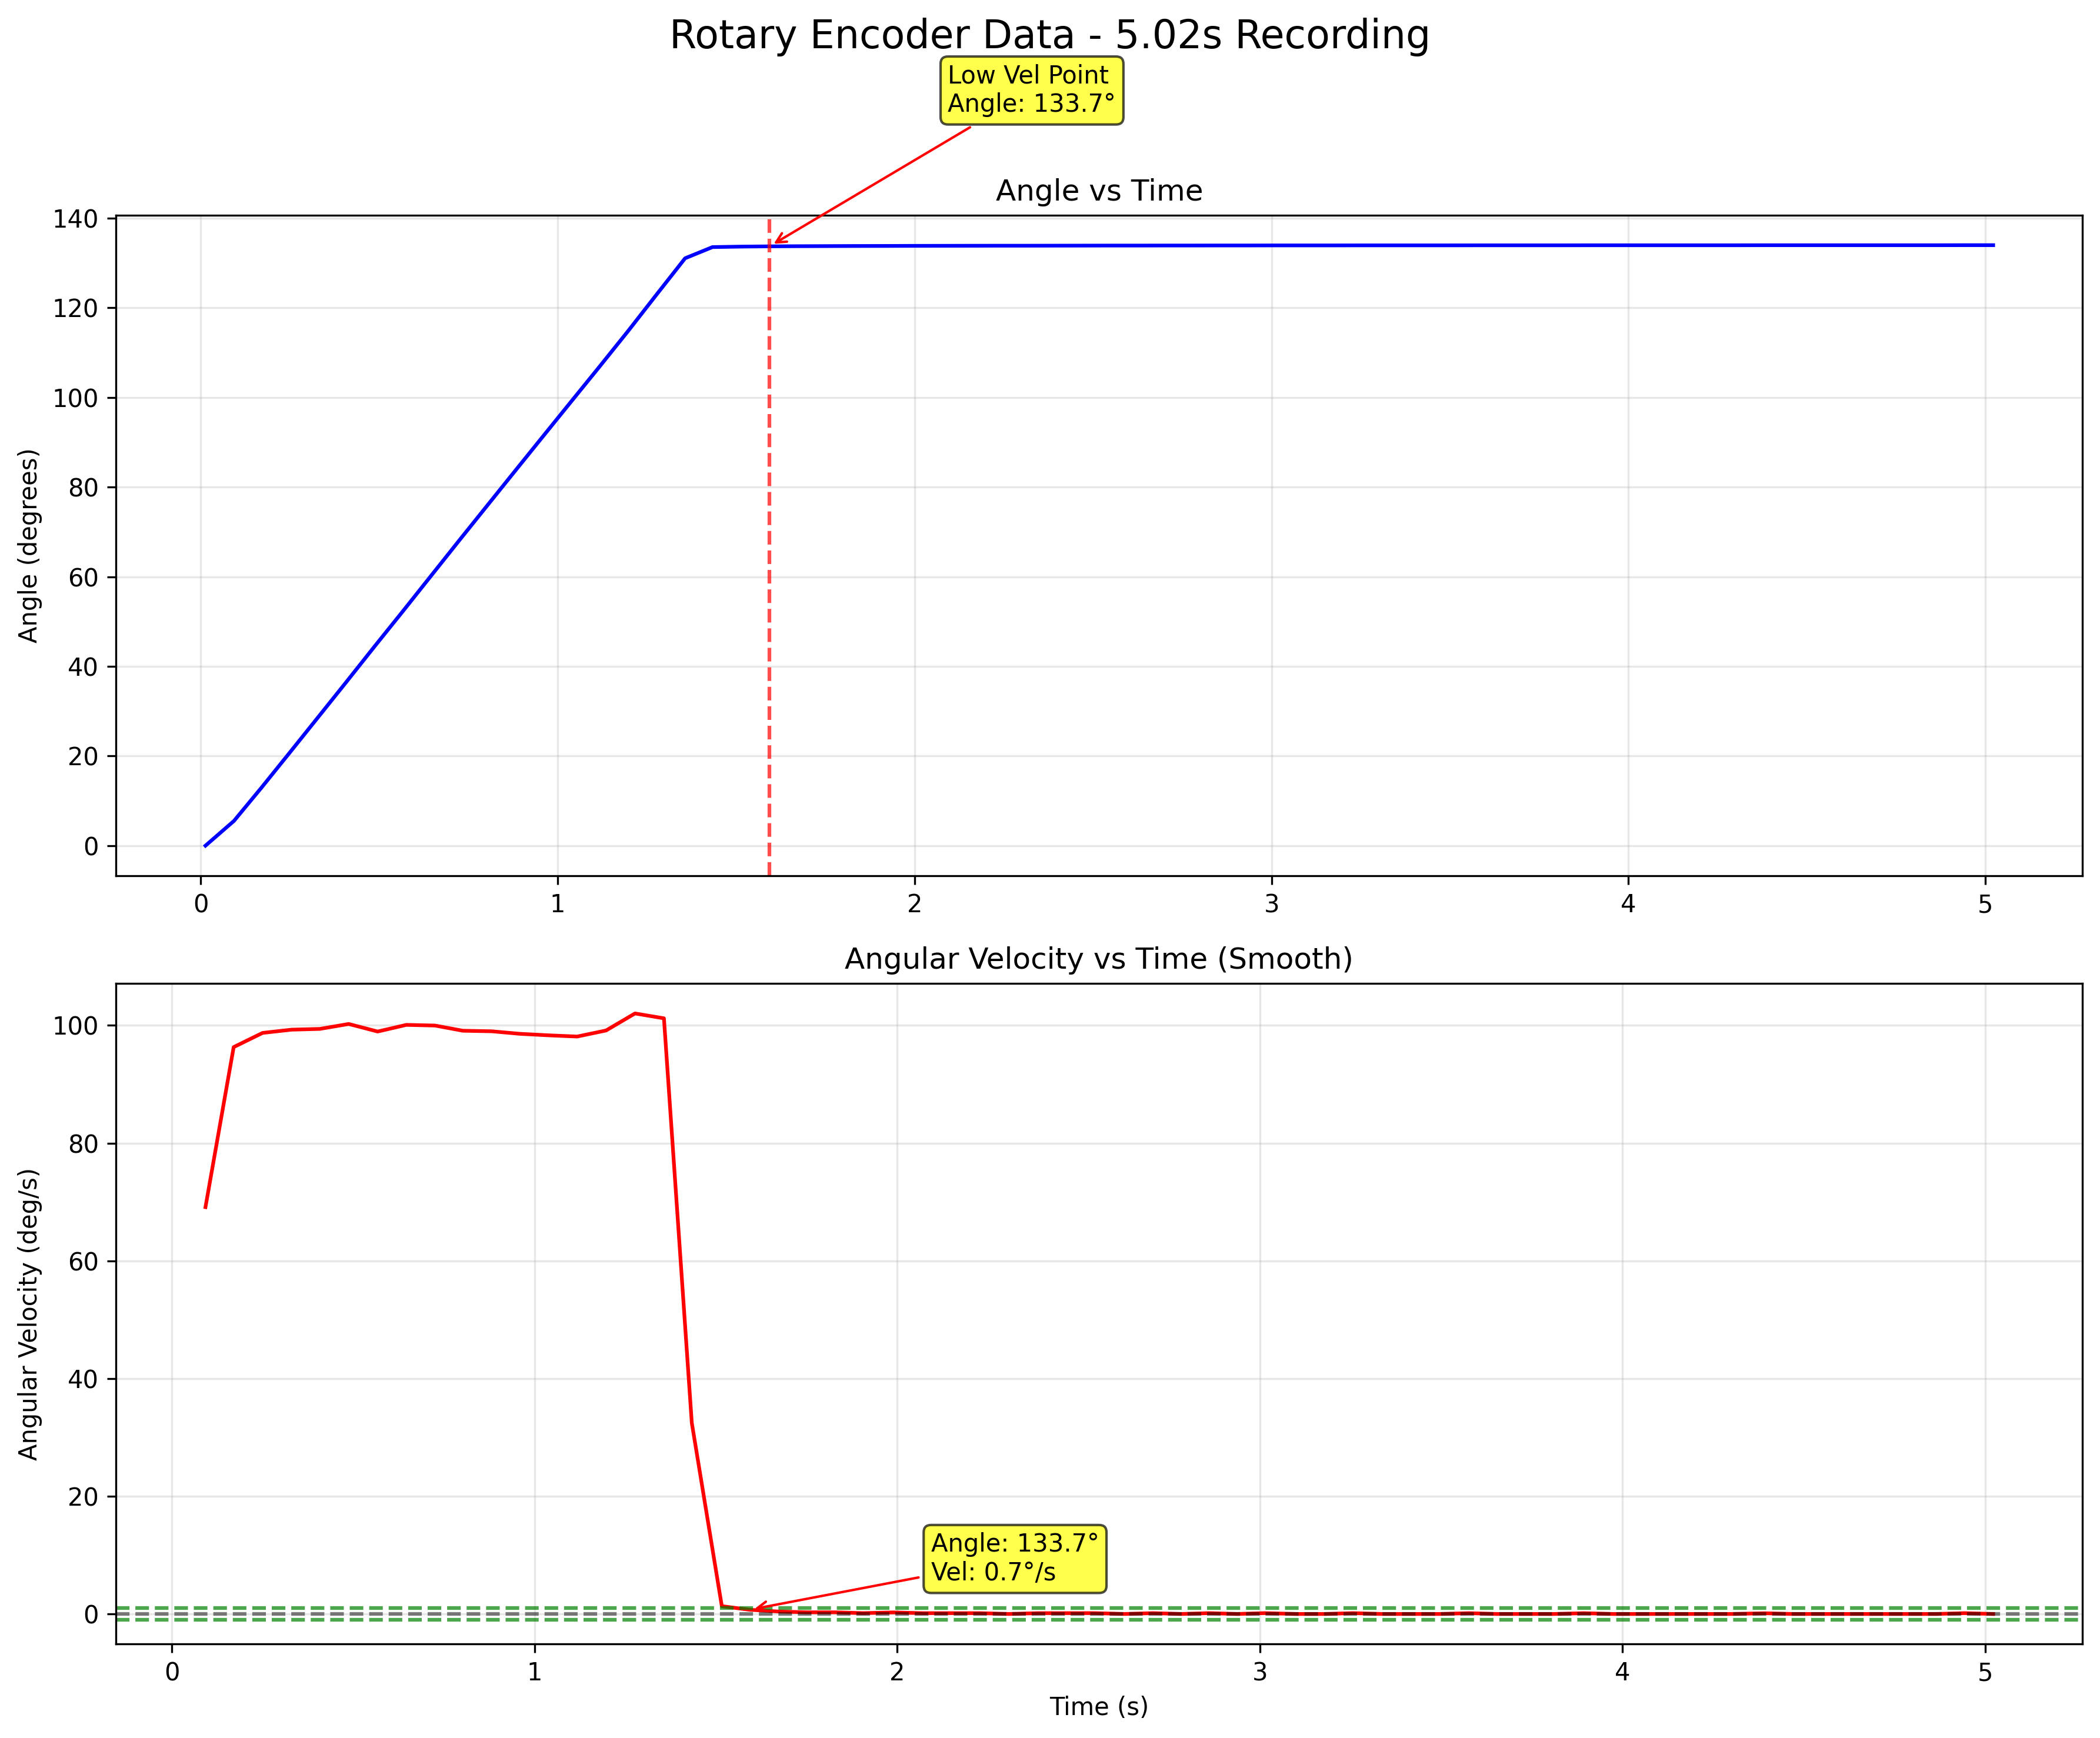 Rotary Encoder Data - 5.02s Recording
Low Vel Point
Angle: 133.7°
Angle vs Time
140
120
100
80
60
40
20
0
Angle (degrees)
0 1 2 3 4 5
Angular Velocity vs Time (Smooth)
100
80
60
40
20
0
Angular Velocity (deg/s)
Angle: 133.7°
Vel: 0.7°/s
0 1 2 3 4 5
Time (s)